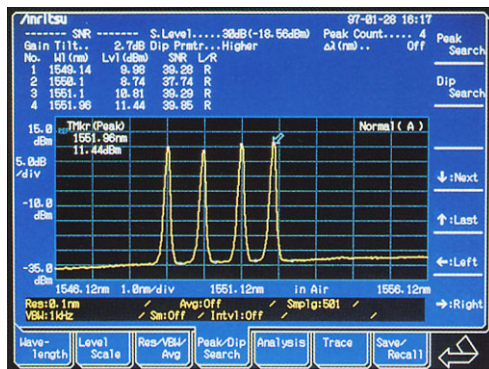 Anritsu
97-01-28 16:17
------- SNR ------- S.Level.....30dB(-18.56dBm) Peak Count..... 4
Gain Tilt.. 2.7dB Dip Prmtr...Higher Δλ(nm).. Off
No. Wl(nm) Lvl(dBm) SNR L/R
1 1549.14 9.98 39.28 R
2 1550.1 8.74 37.74 R
3 1551.1 10.81 39.29 R
4 1551.96 11.44 39.85 R
Peak
Search
Dip
Search
↓:Next
↑:Last
←:Left
→:Right
15.0
dBm
REF
TMkr(Peak)
1551.96nm
11.44dBm
Normal(A)
5.0dB
/div
-10.0
dBm
-35.0
dBm
1546.12nm 1.0nm/div 1551.12nm in Air 1556.12nm
Res:0.1nm / Avg:Off / Smplg:501 /
VBW:1kHz / Sm:Off / Intvl:Off / /
Wave-
length
Level
Scale
Res/VBW/
Avg
Peak/Dip
Search
Analysis
Trace
Save/
Recall